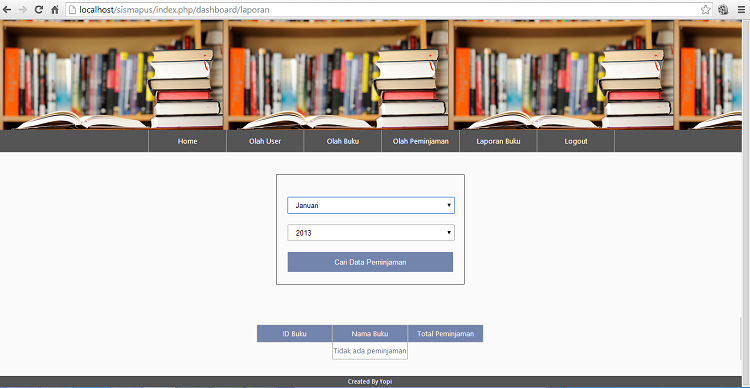 localhost/sismapus/index.php/dashboard/laporan
Home Olah User Olah Buku Olah Peminjaman Laporan Buku Logout
Januari
2013
Cari Data Peminjaman
ID Buku Nama Buku Total Peminjaman
Tidak ada peminjaman
Created By Yopi